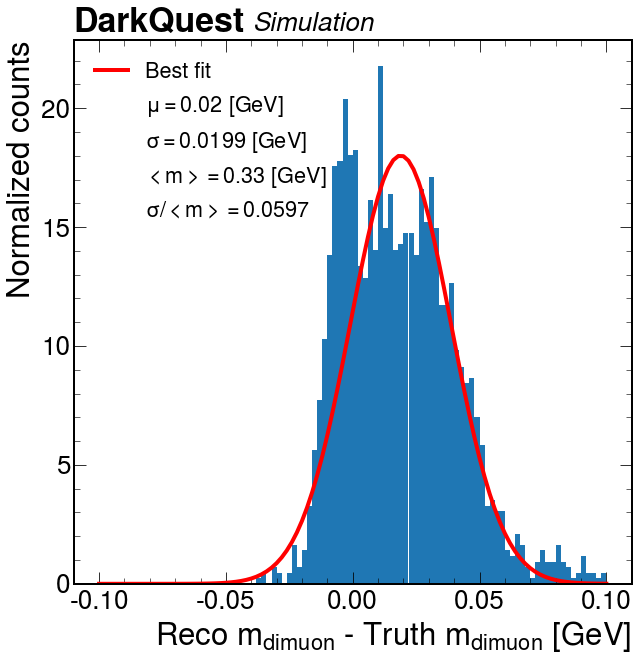 DarkQuest Simulation
Normalized counts
Best fit
μ = 0.02 [GeV]
σ = 0.0199 [GeV]
< m > = 0.33 [GeV]
σ/< m > = 0.0597
20
15
10
5
0
-0.10 -0.05 0.00 0.05 0.10
Reco m_dimuon - Truth m_dimuon [GeV]